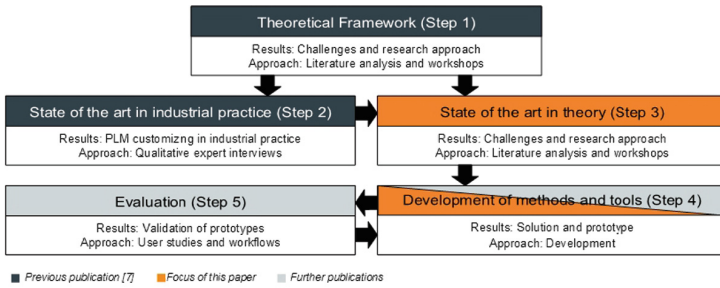 Theoretical Framework (Step 1)
Results: Challenges and research approach
Approach: Literature analysis and workshops
State of the art in industrial practice (Step 2)
Results: PLM customizng in industrial practice
Approach: Qualitative expert interviews
State of the art in theory (Step 3)
Results: Challenges and research approach
Approach: Literature analysis and workshops
Evaluation (Step 5)
Results: Validation of prototypes
Approach: User studies and workflows
Development of methods and tools (Step 4)
Results: Solution and prototype
Approach: Development
Previous publication [7] Focus of this paper Further publications